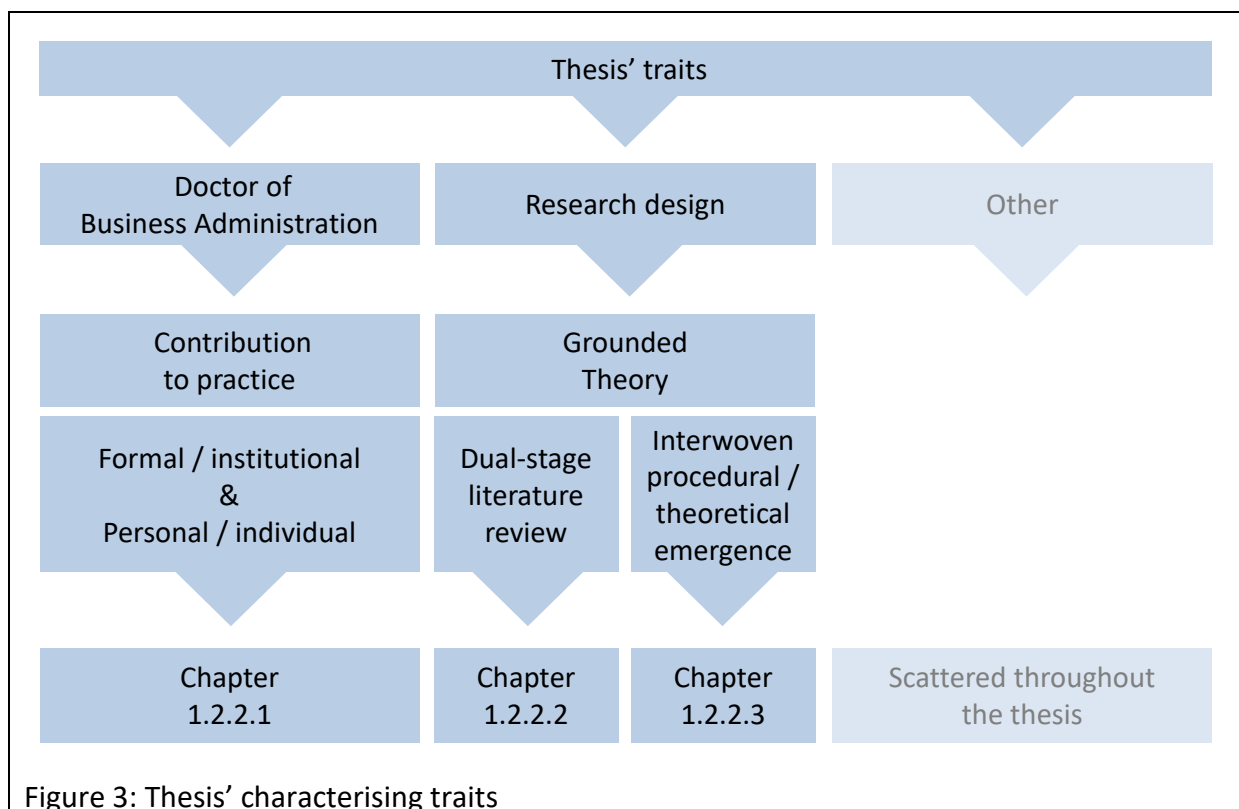 Thesis’ traits
Doctor of
Business Administration
Research design
Other
Contribution
to practice
Grounded
Theory
Formal / institutional
&
Personal / individual
Dual-stage
literature
review
Interwoven
procedural /
theoretical
emergence
Chapter
1.2.2.1
Chapter
1.2.2.2
Chapter
1.2.2.3
Scattered throughout
the thesis
Figure 3: Thesis’ characterising traits